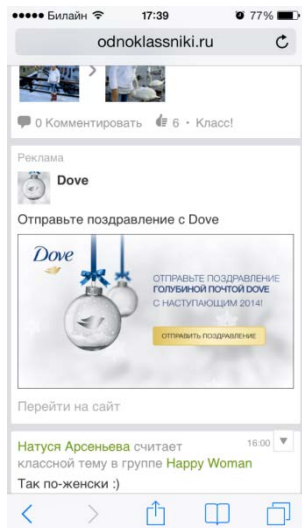 Билайн 17:39 77%
odnoklassniki.ru
0 Комментировать 6 · Класс!
Реклама
Dove
Отправьте поздравление с Dove
Dove
ОТПРАВЬТЕ ПОЗДРАВЛЕНИЕ
ГОЛУБИНОЙ ПОЧТОЙ DOVE
С НАСТУПАЮЩИМ 2014!
ОТПРАВИТЬ ПОЗДРАВЛЕНИЕ
Перейти на сайт
Натуся Арсеньева считает 16:00
классной тему в группе Happy Woman
Так по-женски :)